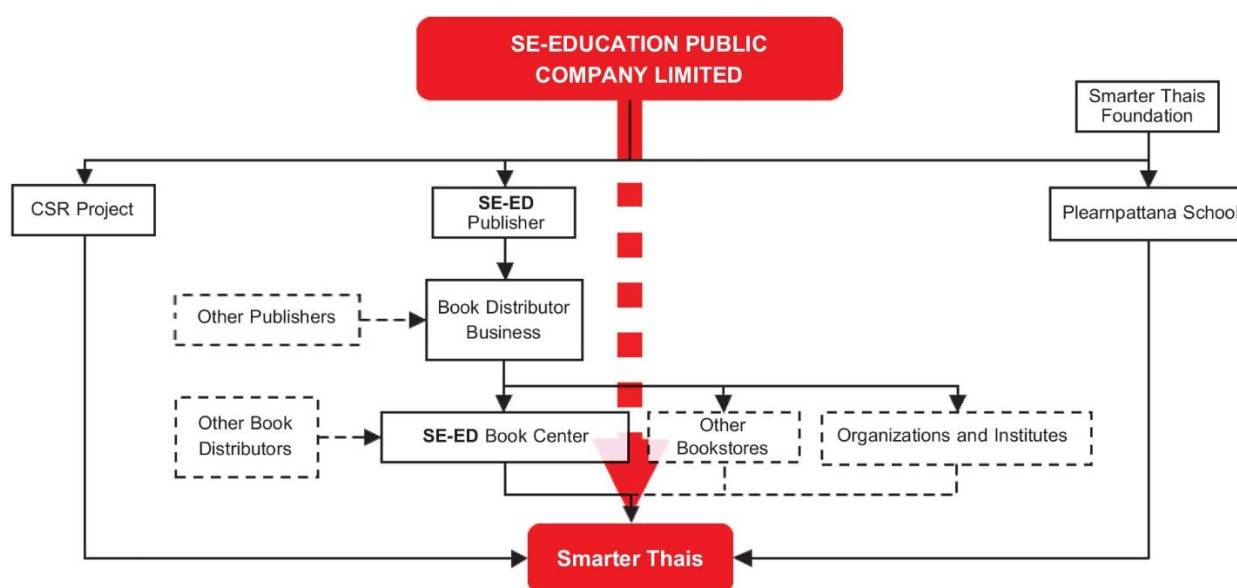 SE-EDUCATION PUBLIC
COMPANY LIMITED
Smarter Thais
Foundation
CSR Project
SE-ED
Publisher
Plearnpattana School
Other Publishers
Book Distributor
Business
Other Book
Distributors
SE-ED Book Center
Other
Bookstores
Organizations and Institutes
Smarter Thais